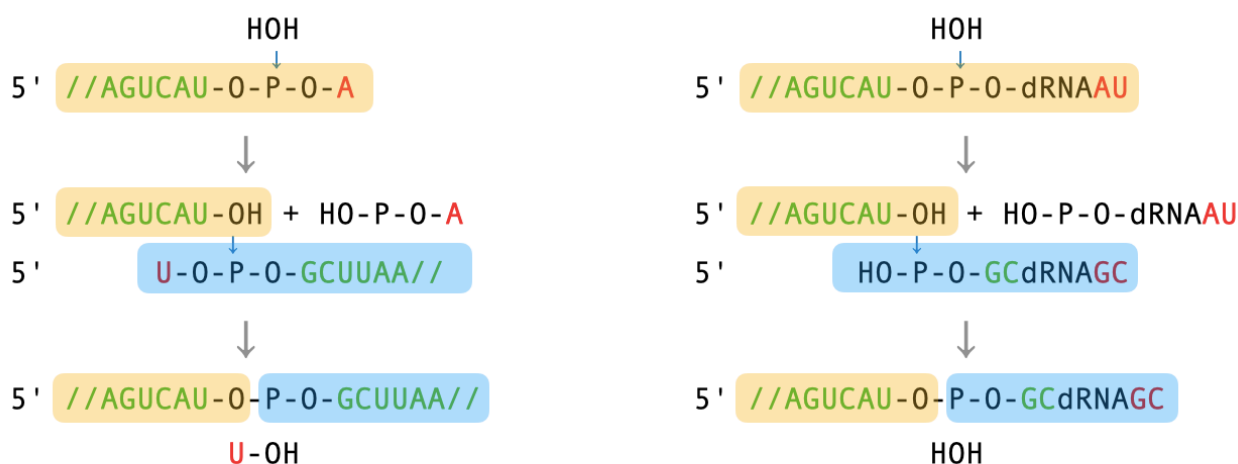 HOH
5' //AGUCAU-O-P-O-A
5' //AGUCAU-OH + HO-P-O-A
5' U-O-P-O-GCUUAA//
5' //AGUCAU-O-P-O-GCUUAA//
U-OH
HOH
5' //AGUCAU-O-P-O-dRNAAU
5' //AGUCAU-OH + HO-P-O-dRNAAU
5' HO-P-O-GCdRNAGC
5' //AGUCAU-O-P-O-GCdRNAGC
HOH